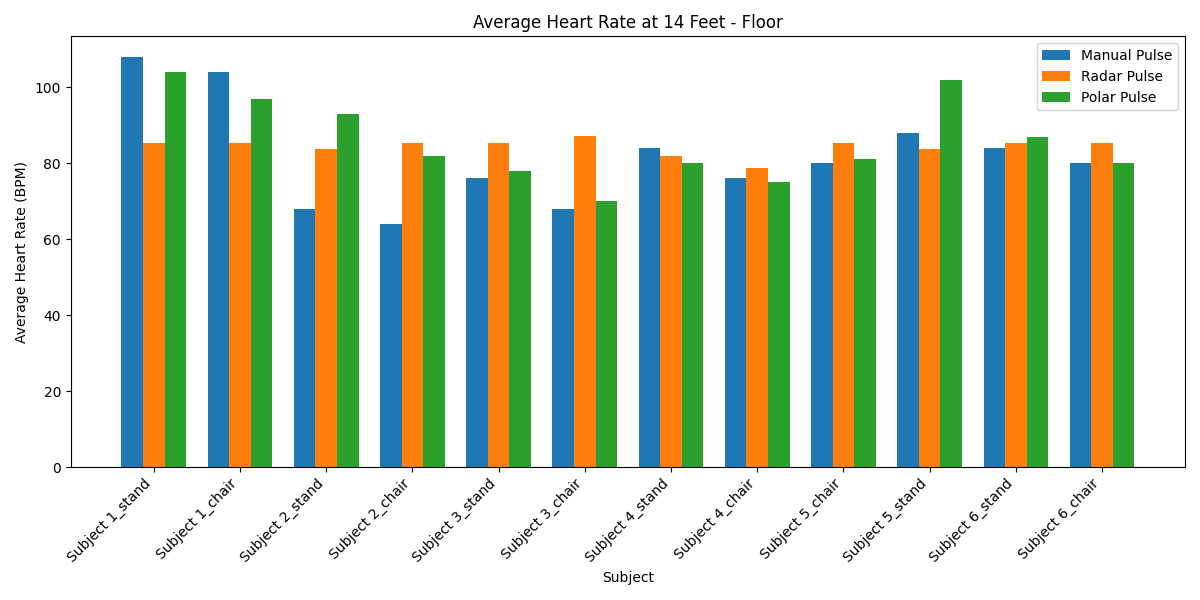 Average Heart Rate at 14 Feet - Floor
Manual Pulse
Radar Pulse
Polar Pulse
Average Heart Rate (BPM)
100
80
60
40
20
0
Subject 1_stand
Subject 1_chair
Subject 2_stand
Subject 2_chair
Subject 3_stand
Subject 3_chair
Subject 4_stand
Subject 4_chair
Subject 5_chair
Subject 5_stand
Subject 6_stand
Subject 6_chair
Subject